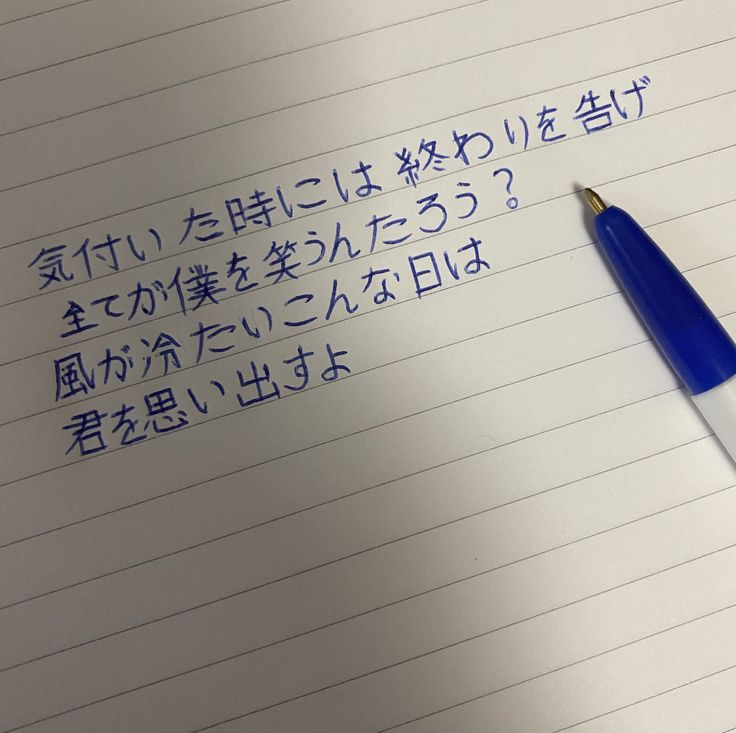 気付いた時には終わりを告げ
全てが僕を笑うんたろう？
風が冷たいこんな日は
君を思い出すよ